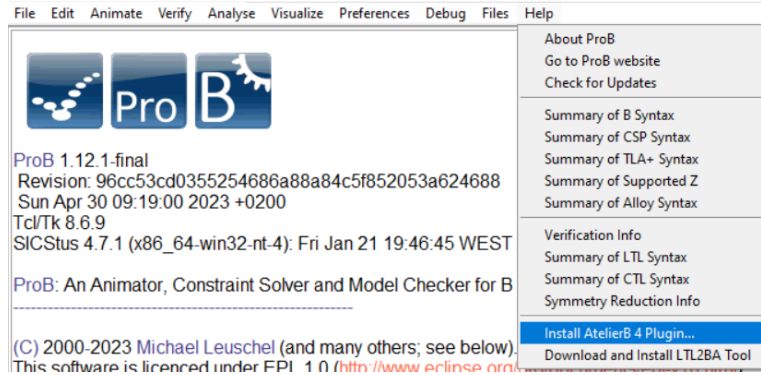 File Edit Animate Verify Analyse Visualize Preferences Debug Files Help
About ProB
Go to ProB website
Check for Updates
Summary of B Syntax
Summary of CSP Syntax
Summary of TLA+ Syntax
Summary of Supported Z
Summary of Alloy Syntax
Verification Info
Summary of LTL Syntax
Summary of CTL Syntax
Symmetry Reduction Info
Install AtelierB 4 Plugin...
Download and Install LTL2BA Tool
Pro B
ProB 1.12.1-final
Revision: 96cc53cd0355254686a88a84c5f852053a624688
Sun Apr 30 09:19:00 2023 +0200
Tcl/Tk 8.6.9
SICStus 4.7.1 (x86_64-win32-nt-4): Fri Jan 21 19:46:45 WEST
ProB: An Animator, Constraint Solver and Model Checker for B
----------------------------------------------------------
(C) 2000-2023 Michael Leuschel (and many others; see below).
This software is licenced under EPL 1.0 (http://www.eclipse.org/